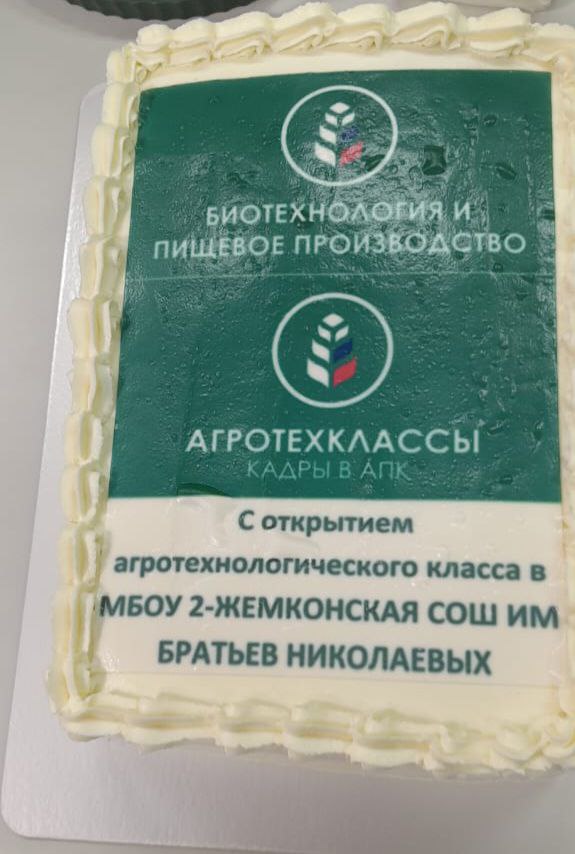 БИОТЕХНОЛОГИЯ И
ПИЩЕВОЕ ПРОИЗВОДСТВО
АГРОТЕХКЛАССЫ
КАДРЫ В АПК
С открытием
агротехнологического класса в
МБОУ 2-ЖЕМКОНСКАЯ СОШ ИМ
БРАТЬЕВ НИКОЛАЕВЫХ